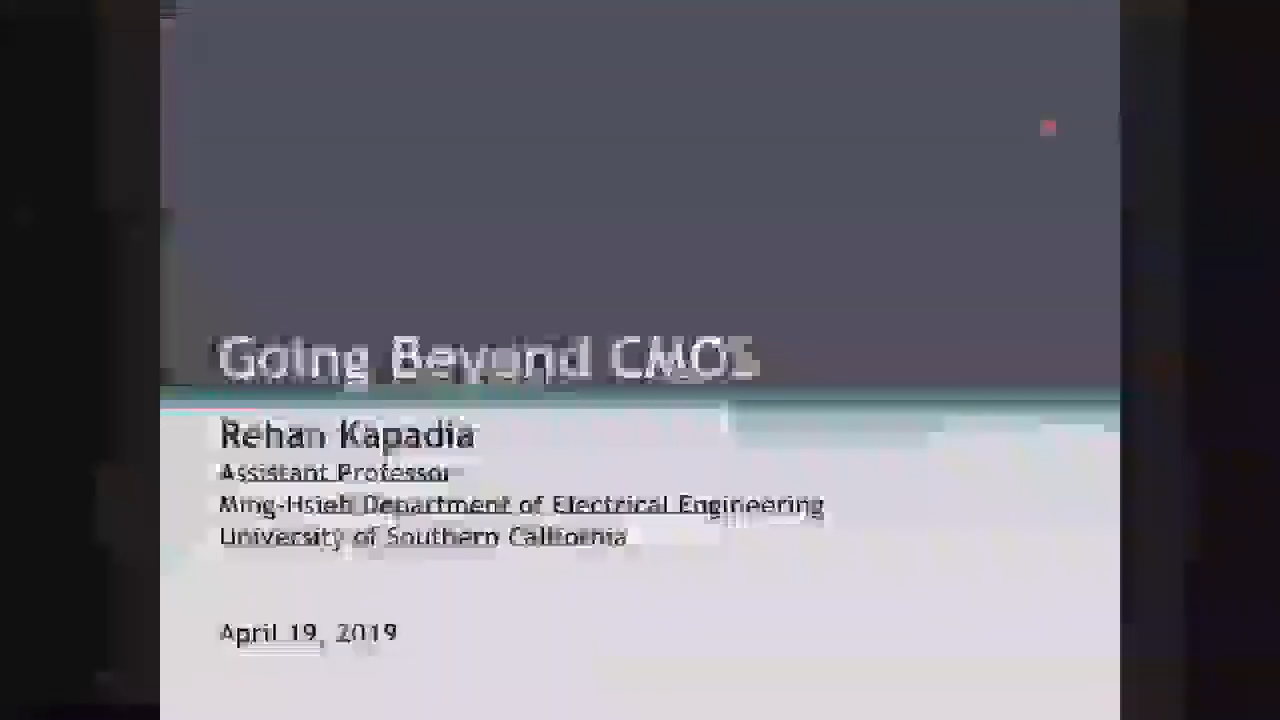 Going Beyond CMOS
Rehan Kapadia
Assistant Professor
Ming-Hsieh Department of Electrical Engineering
University of Southern California
April 19, 2019